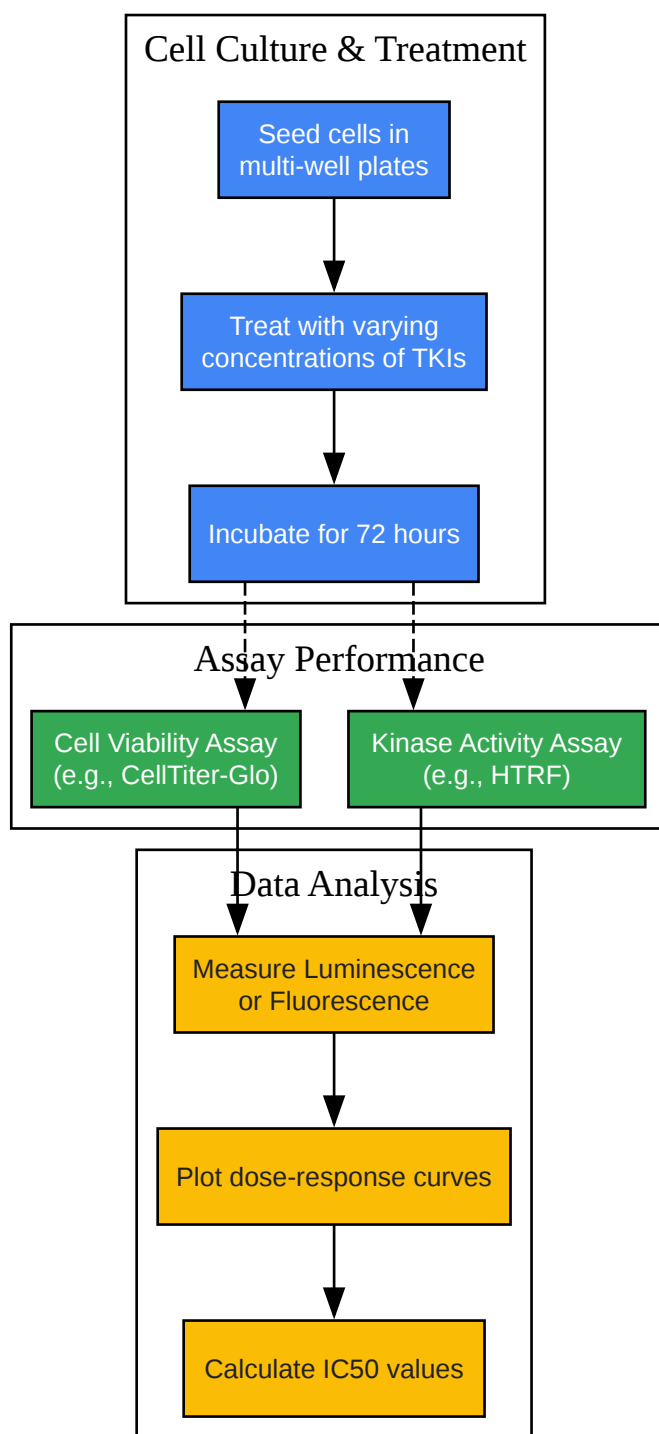 Cell Culture & Treatment
Seed cells in
multi-well plates
Treat with varying
concentrations of TKIs
Incubate for 72 hours
Assay Performance
Cell Viability Assay
(e.g., CellTiter-Glo)
Kinase Activity Assay
(e.g., HTRF)
Data Analysis
Measure Luminescence
or Fluorescence
Plot dose-response curves
Calculate IC50 values